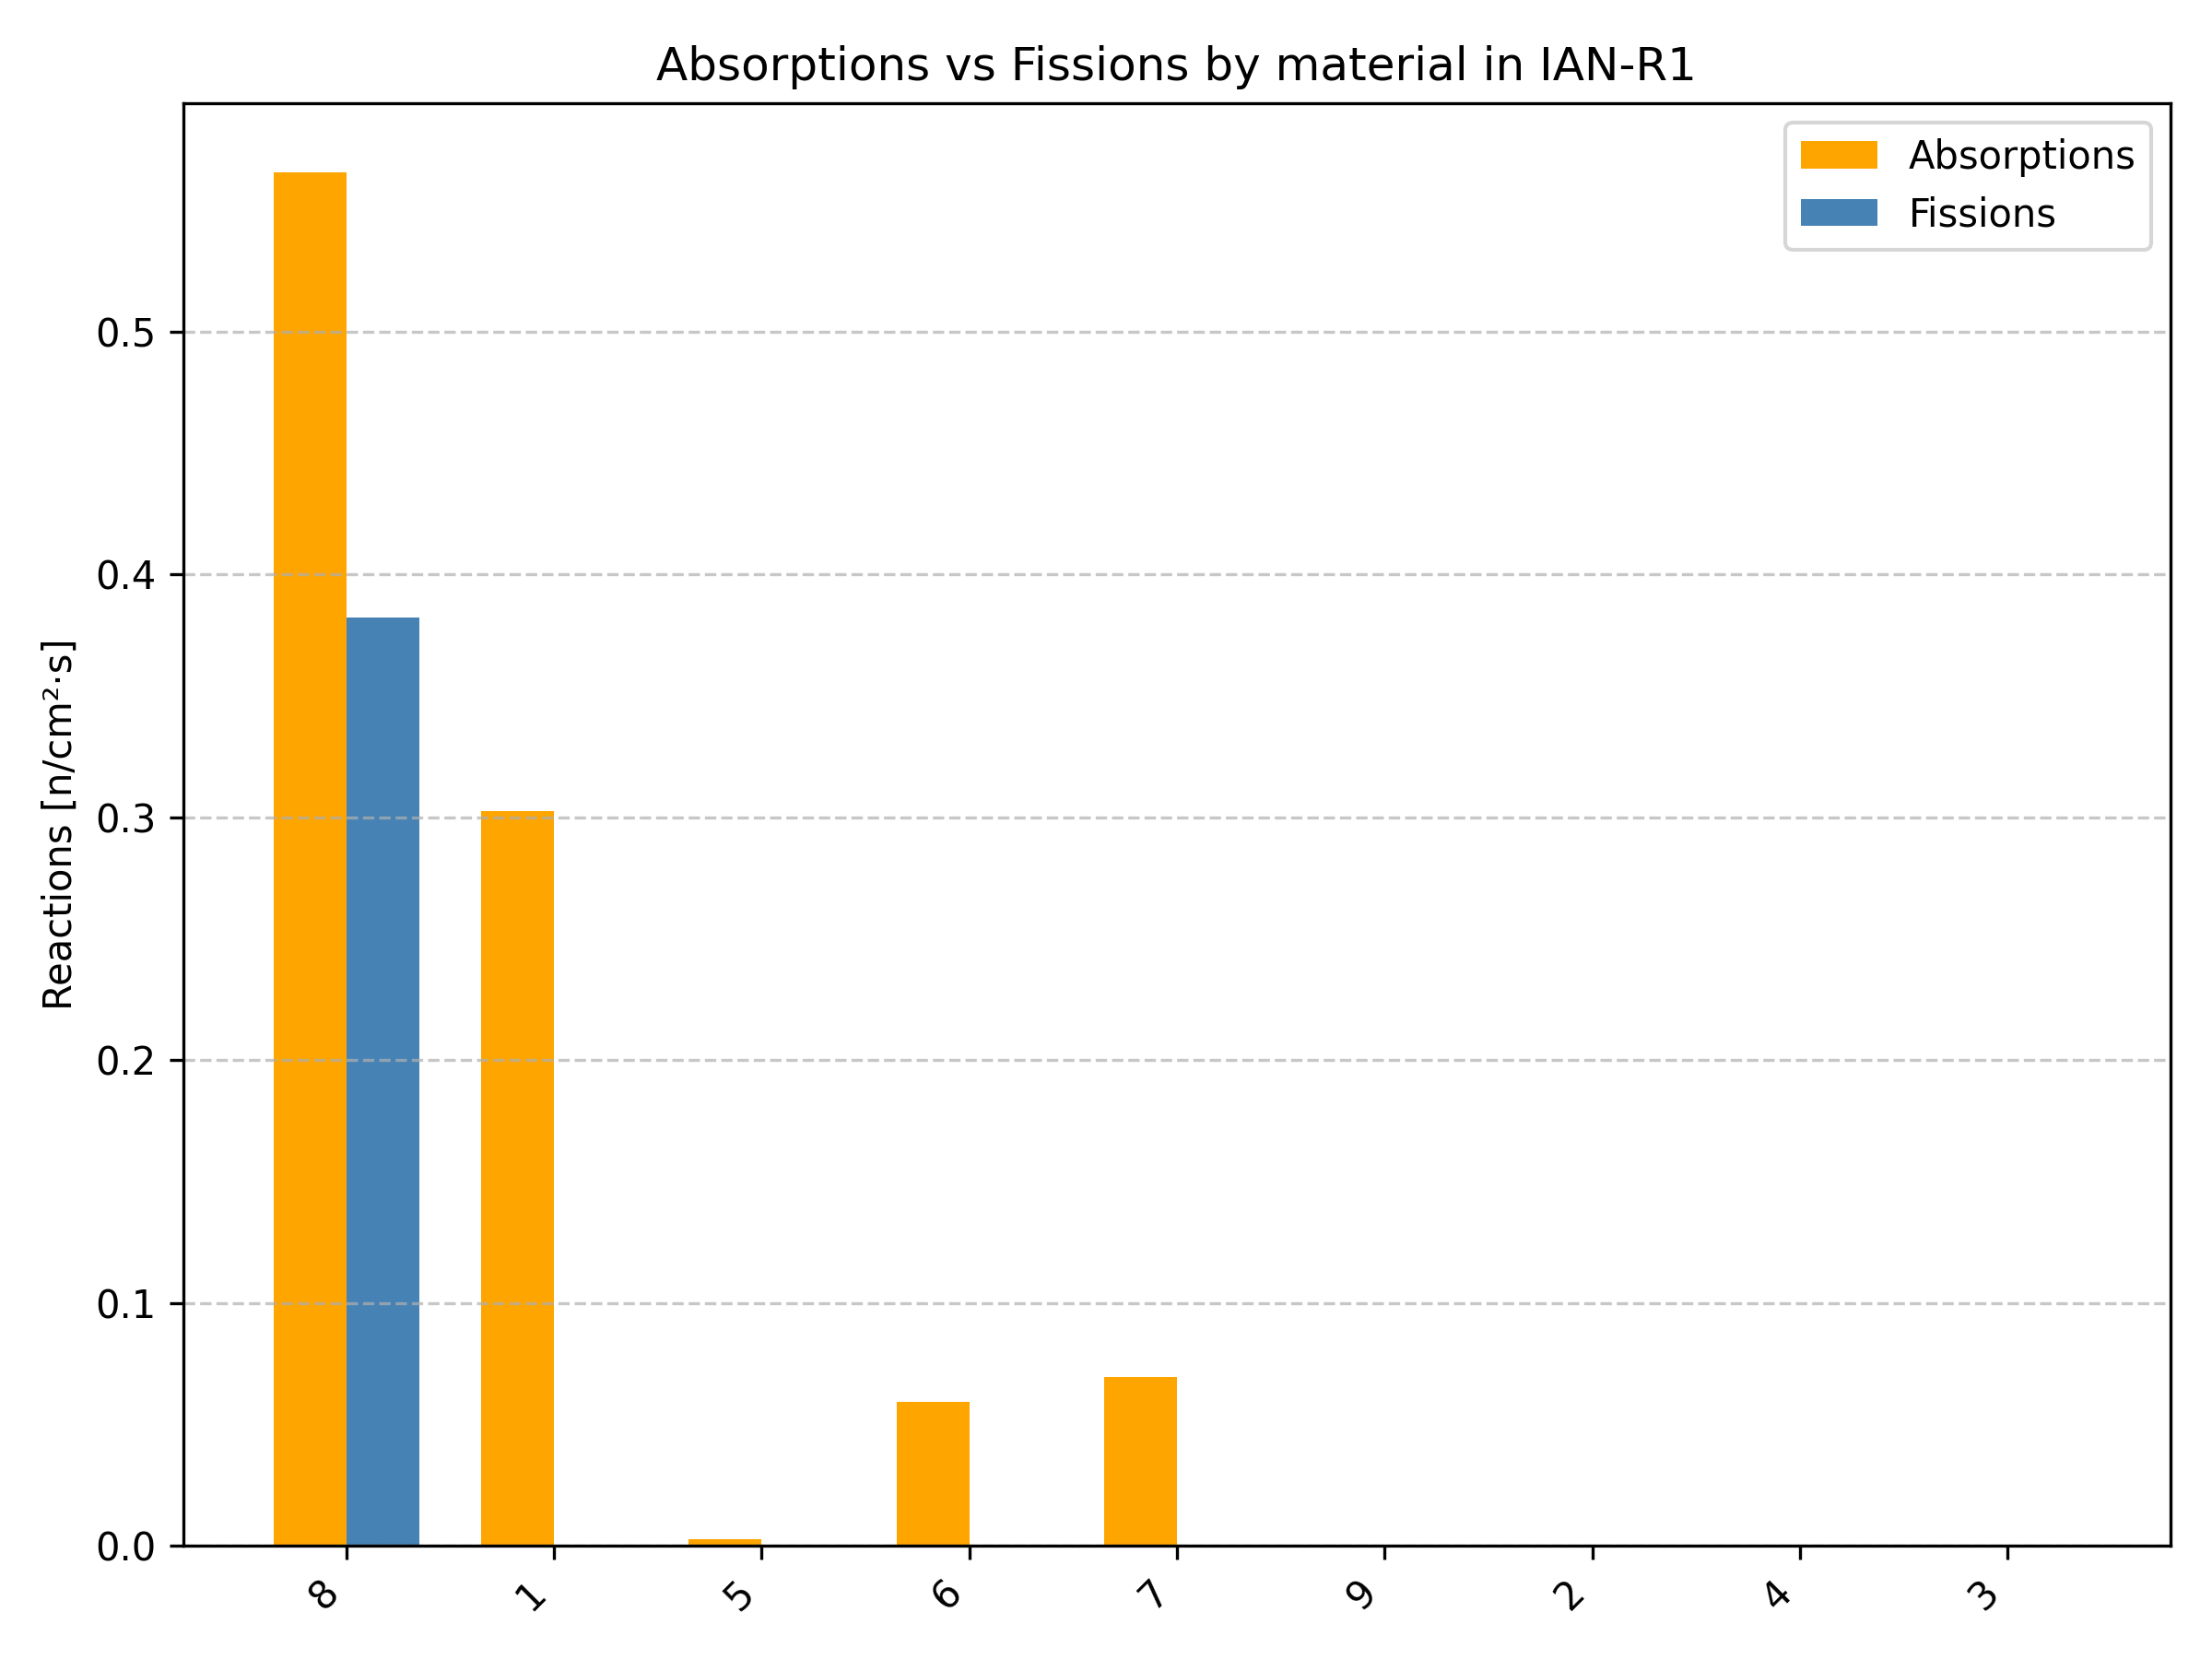 Absorptions vs Fissions by material in IAN-R1
Absorptions
Fissions
Reactions [n/cm²·s]
0.5
0.4
0.3
0.2
0.1
0.0
8 1 5 6 7 9 2 4 3